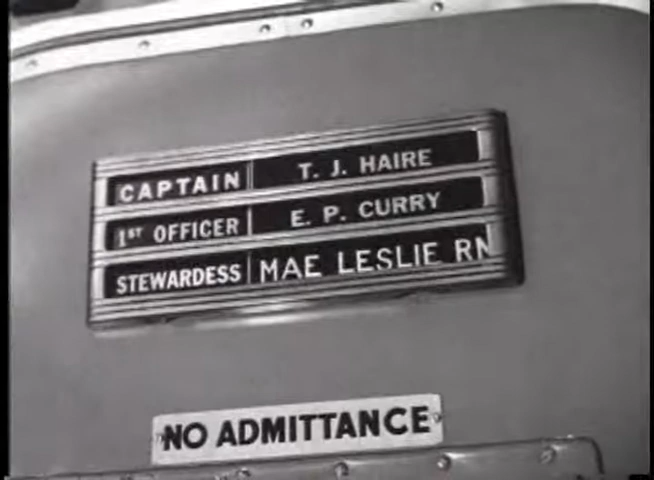 CAPTAIN T. J. HAIRE
1ST OFFICER E. P. CURRY
STEWARDESS MAE LESLIE RN
NO ADMITTANCE